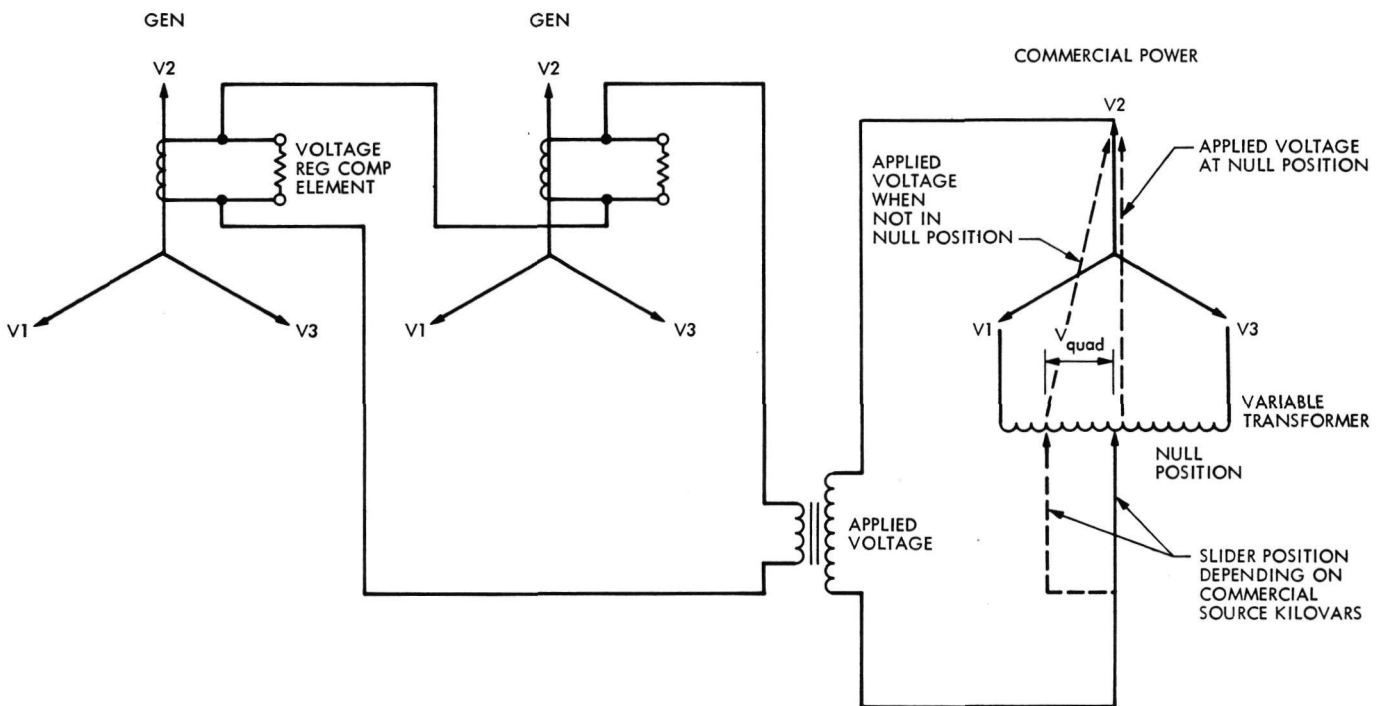 GEN
V2
VOLTAGE
REG COMP
ELEMENT
V1
V3
GEN
V2
V1
V3
COMMERCIAL POWER
V2
APPLIED
VOLTAGE
WHEN
NOT IN
NULL POSITION
APPLIED VOLTAGE
AT NULL POSITION
V1
V3
V quad
VARIABLE
TRANSFORMER
NULL
POSITION
APPLIED
VOLTAGE
SLIDER POSITION
DEPENDING ON
COMMERCIAL
SOURCE KILOVARS